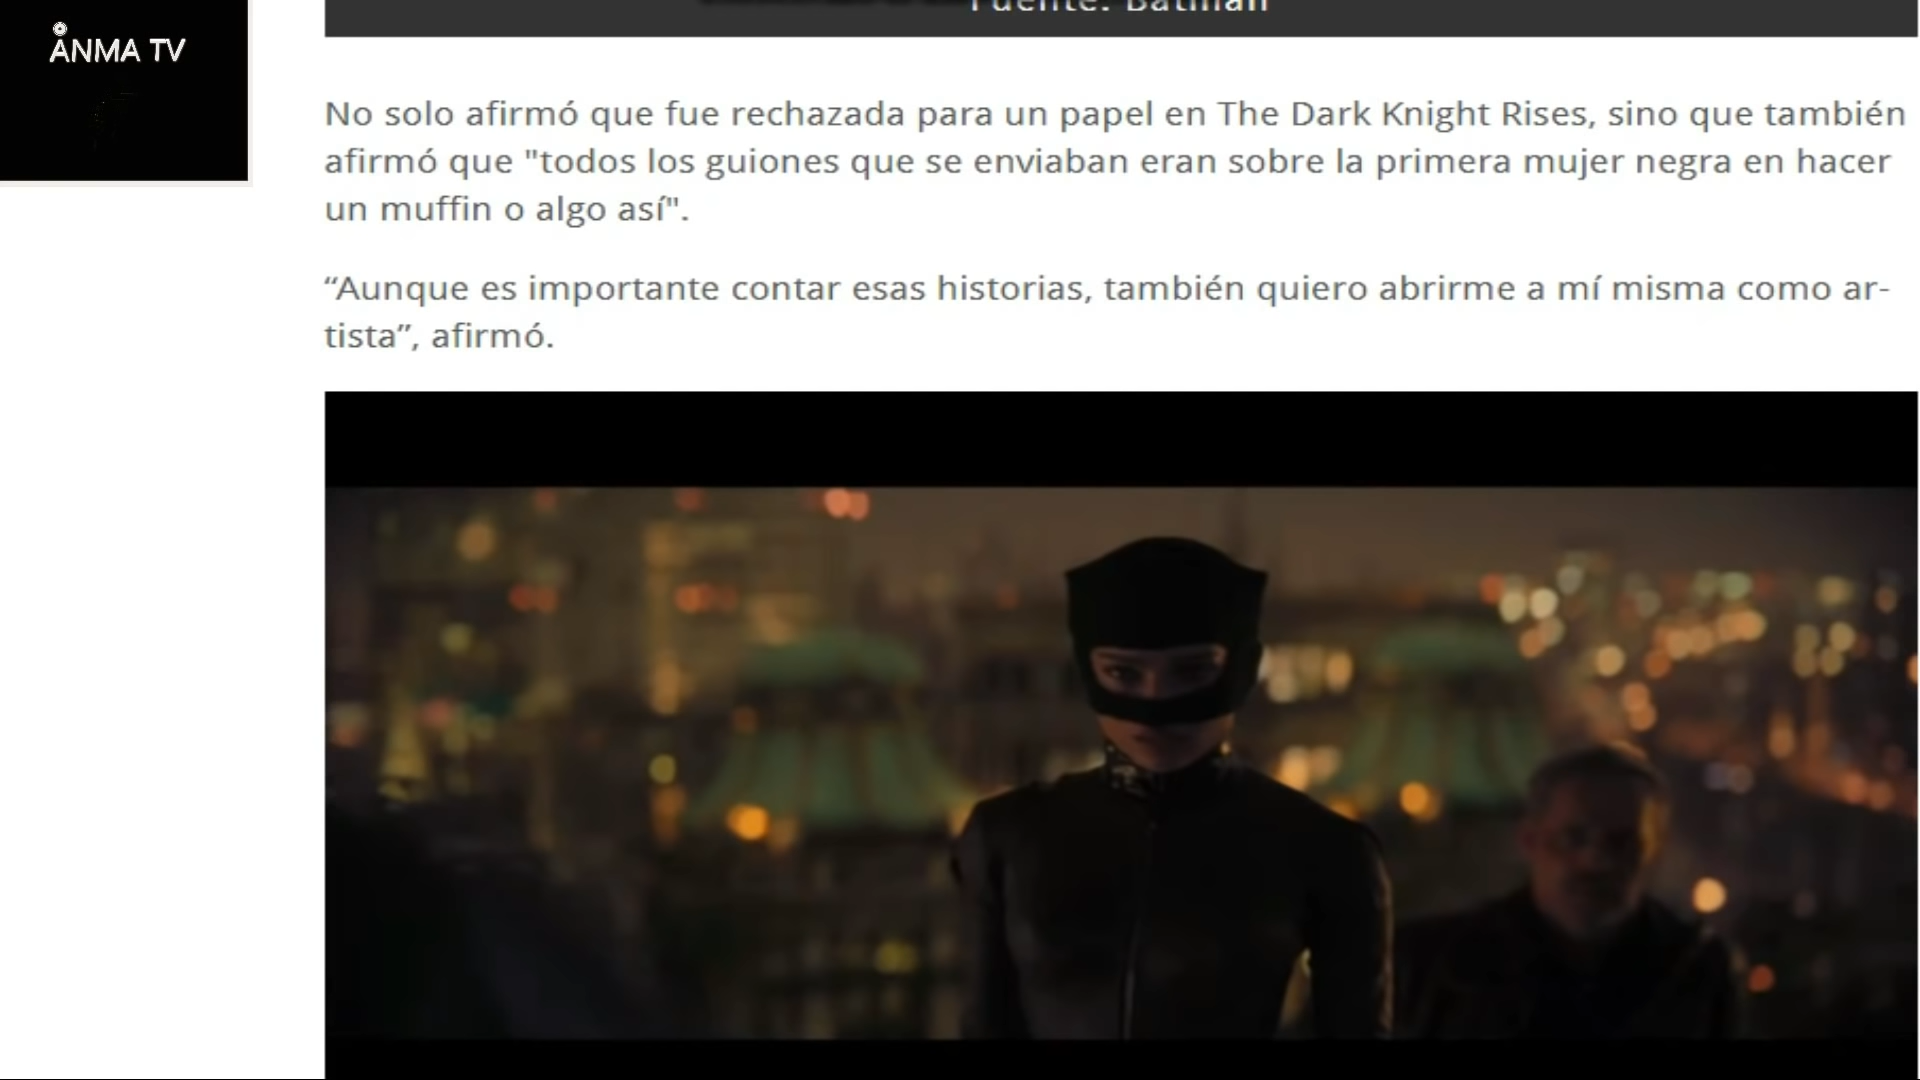 ANMA TV
Fuente: Batman
No solo afirmó que fue rechazada para un papel en The Dark Knight Rises, sino que también
afirmó que "todos los guiones que se enviaban eran sobre la primera mujer negra en hacer
un muffin o algo así".
“Aunque es importante contar esas historias, también quiero abrirme a mí misma como ar-
tista”, afirmó.